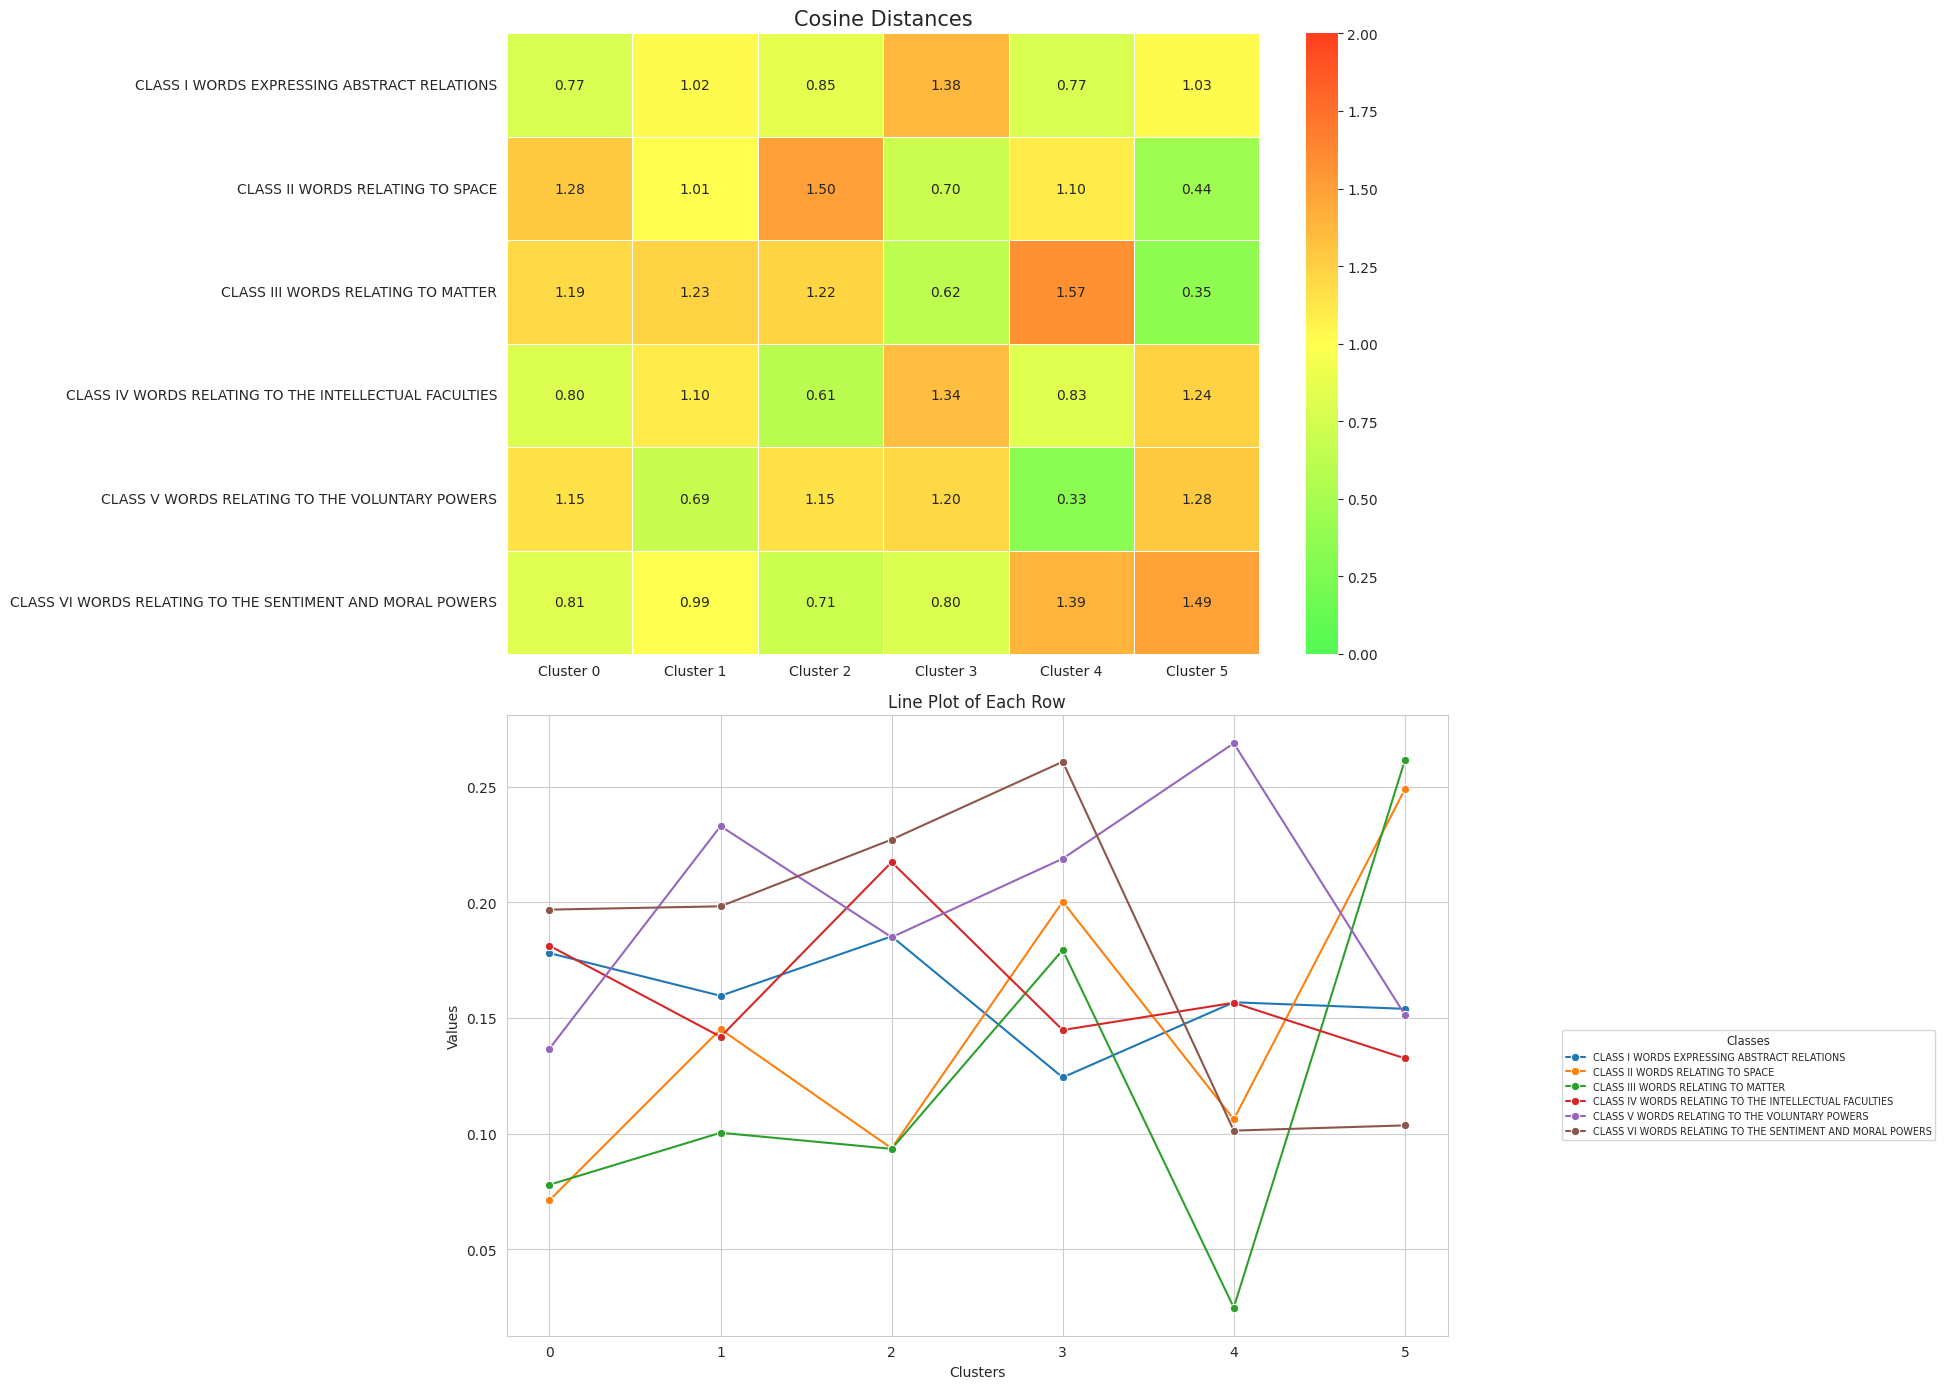 Cosine Distances
CLASS I WORDS EXPRESSING ABSTRACT RELATIONS 0.77 1.02 0.85 1.38 0.77 1.03
CLASS II WORDS RELATING TO SPACE 1.28 1.01 1.50 0.70 1.10 0.44
CLASS III WORDS RELATING TO MATTER 1.19 1.23 1.22 0.62 1.57 0.35
CLASS IV WORDS RELATING TO THE INTELLECTUAL FACULTIES 0.80 1.10 0.61 1.34 0.83 1.24
CLASS V WORDS RELATING TO THE VOLUNTARY POWERS 1.15 0.69 1.15 1.20 0.33 1.28
CLASS VI WORDS RELATING TO THE SENTIMENT AND MORAL POWERS 0.81 0.99 0.71 0.80 1.39 1.49
Cluster 0 Cluster 1 Cluster 2 Cluster 3 Cluster 4 Cluster 5
2.00
1.75
1.50
1.25
1.00
0.75
0.50
0.25
0.00
Line Plot of Each Row
Values
0.25
0.20
0.15
0.10
0.05
0 1 2 3 4 5
Clusters
Classes
CLASS I WORDS EXPRESSING ABSTRACT RELATIONS
CLASS II WORDS RELATING TO SPACE
CLASS III WORDS RELATING TO MATTER
CLASS IV WORDS RELATING TO THE INTELLECTUAL FACULTIES
CLASS V WORDS RELATING TO THE VOLUNTARY POWERS
CLASS VI WORDS RELATING TO THE SENTIMENT AND MORAL POWERS